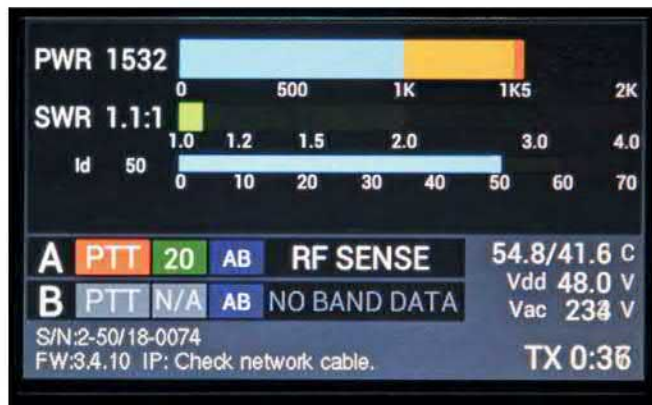 PWR 1532
0 500 1K 1K5 2K
SWR 1.1:1
1.0 1.2 1.5 2.0 3.0 4.0
Id 50
0 10 20 30 40 50 60 70
A PTT 20 AB RF SENSE 54.8/41.6 C
B PTT N/A AB NO BAND DATA Vdd 48.0 V
Vac V
S/N:2-50/18-0074
FW:3.4.10 IP: Check network cable.
TX